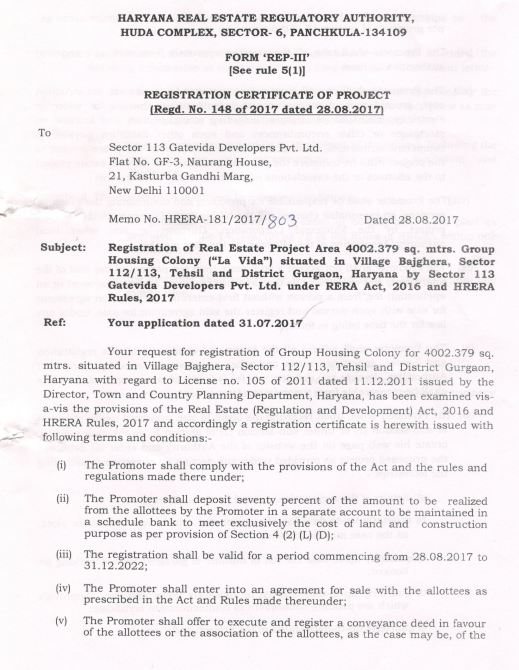 HARYANA REAL ESTATE REGULATORY AUTHORITY,
HUDA COMPLEX, SECTOR- 6, PANCHKULA-134109
FORM 'REP-III'
[See rule 5(1)]
REGISTRATION CERTIFICATE OF PROJECT
(Regd. No. 148 of 2017 dated 28.08.2017)
To
Sector 113 Gatevida Developers Pvt. Ltd.
Flat No. GF-3, Naurang House,
21, Kasturba Gandhi Marg,
New Delhi 110001
Memo No. HRERA-181/2017/803 Dated 28.08.2017
Subject: Registration of Real Estate Project Area 4002.379 sq. mtrs. Group
Housing Colony ("La Vida") situated in Village Bajghera, Sector
112/113, Tehsil and District Gurgaon, Haryana by Sector 113
Gatevida Developers Pvt. Ltd. under RERA Act, 2016 and HRERA
Rules, 2017
Ref: Your application dated 31.07.2017
Your request for registration of Group Housing Colony for 4002.379 sq.
mtrs. situated in Village Bajghera, Sector 112/113, Tehsil and District Gurgaon,
Haryana with regard to License no. 105 of 2011 dated 11.12.2011 issued by the
Director, Town and Country Planning Department, Haryana, has been examined vis-
a-vis the provisions of the Real Estate (Regulation and Development) Act, 2016 and
HRERA Rules, 2017 and accordingly a registration certificate is herewith issued with
following terms and conditions:-
(i) The Promoter shall comply with the provisions of the Act and the rules and
regulations made there under;
(ii) The Promoter shall deposit seventy percent of the amount to be realized
from the allottees by the Promoter in a separate account to be maintained in
a schedule bank to meet exclusively the cost of land and construction
purpose as per provision of Section 4 (2) (L) (D);
(iii) The registration shall be valid for a period commencing from 28.08.2017 to
31.12.2022;
(iv) The Promoter shall enter into an agreement for sale with the allottees as
prescribed in the Act and Rules made thereunder;
(v) The Promoter shall offer to execute and register a conveyance deed in favour
of the allottees or the association of the allottees, as the case may be, of the